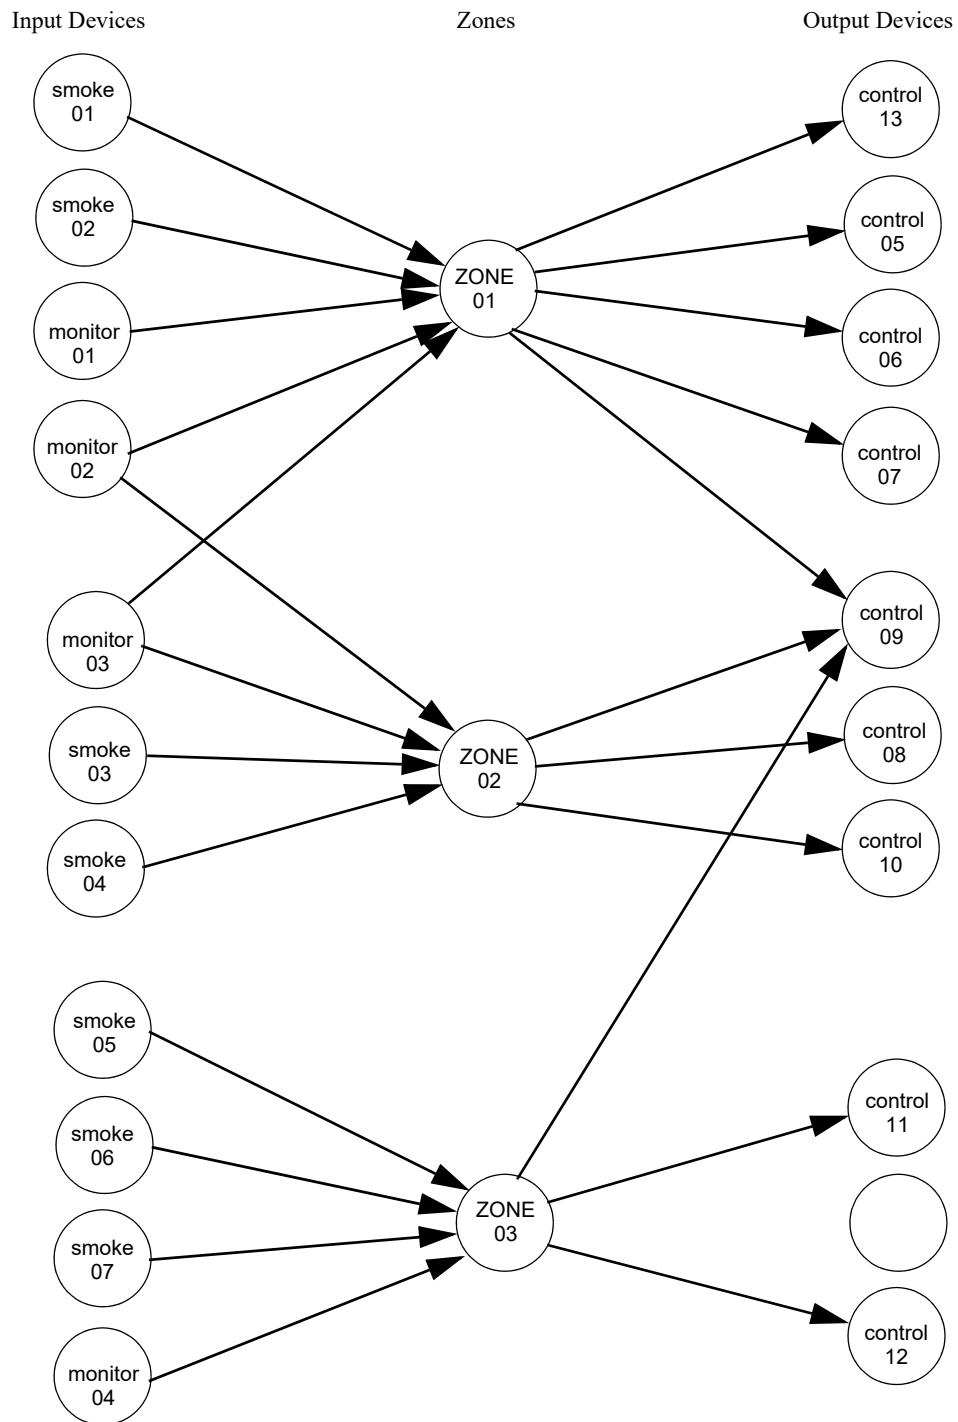 Input Devices
Zones
Output Devices
smoke
01
smoke
02
monitor
01
monitor
02
monitor
03
smoke
03
smoke
04
smoke
05
smoke
06
smoke
07
monitor
04
ZONE
01
ZONE
02
ZONE
03
control
13
control
05
control
06
control
07
control
09
control
08
control
10
control
11
control
12